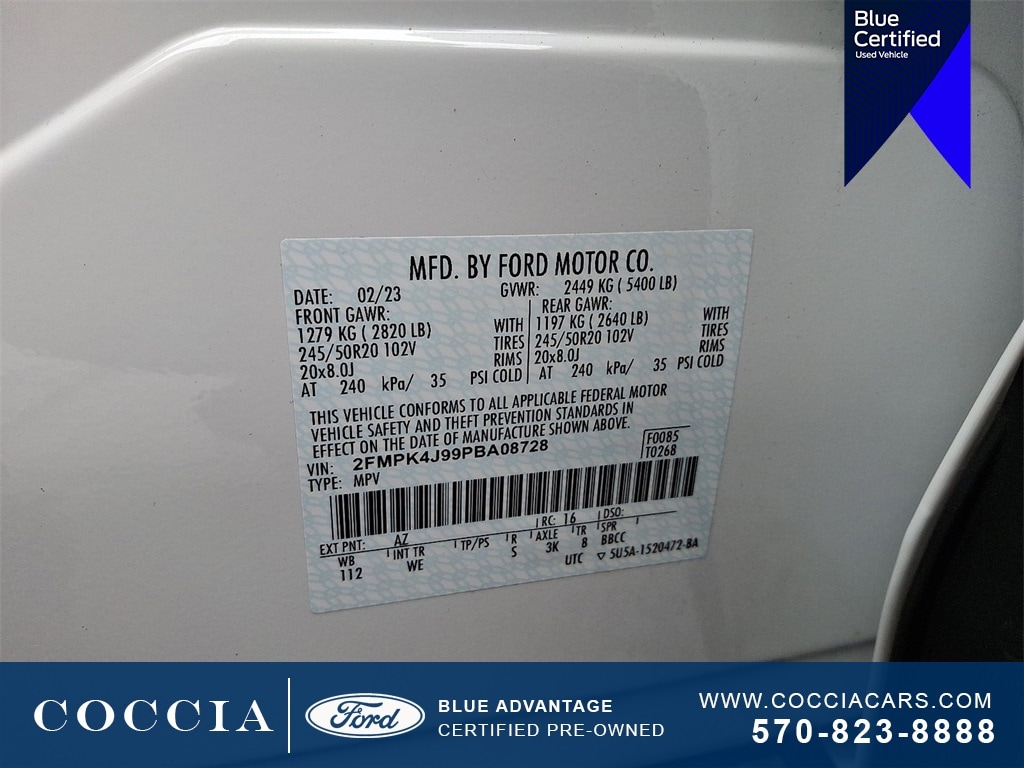 Blue
Certified
Used Vehicle
MFD. BY FORD MOTOR CO.
DATE: 02/23 GVWR: 2449 KG ( 5400 LB)
FRONT GAWR:
1279 KG ( 2820 LB) WITH
245/50R20 102V TIRES
20x8.0J RIMS
AT 240 kPa/ 35 PSI COLD
REAR GAWR:
1197 KG ( 2640 LB) WITH
245/50R20 102V TIRES
20x8.0J RIMS
AT 240 kPa/ 35 PSI COLD
THIS VEHICLE CONFORMS TO ALL APPLICABLE FEDERAL MOTOR
VEHICLE SAFETY AND THEFT PREVENTION STANDARDS IN
EFFECT ON THE DATE OF MANUFACTURE SHOWN ABOVE.
VIN: 2FMPK4J99PBA08728
F0085
T0268
TYPE: MPV
EXT PNT: AZ RC: 16 DSO:
WB INT TR TP/PS R AXLE TR SPR
112 WE S 3K 8 BBCC
UTC 5U5A-1520472-BA
COCCIA
Ford
BLUE ADVANTAGE
CERTIFIED PRE-OWNED
WWW.COCCIACARS.COM
570-823-8888